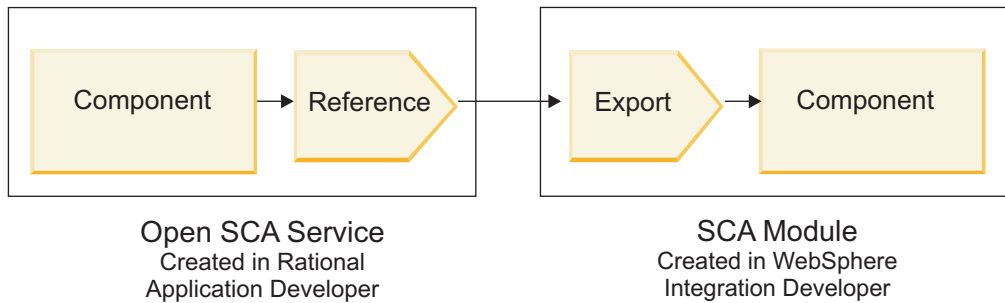 Component
Reference
Export
Component
Open SCA Service
Created in Rational
Application Developer
SCA Module
Created in WebSphere
Integration Developer